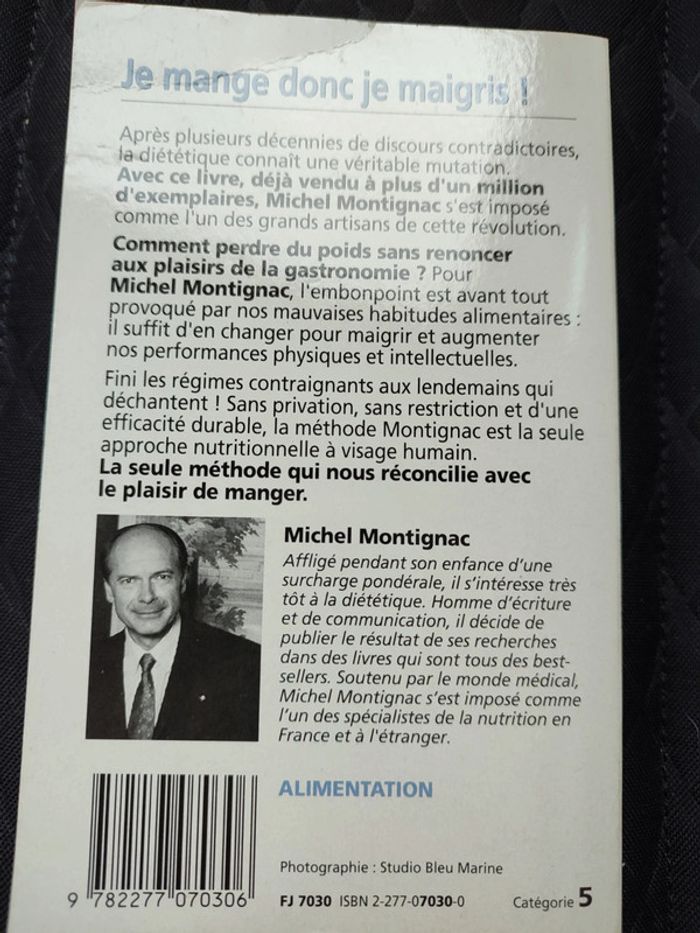 Je mange donc je maigris !
Après plusieurs décennies de discours contradictoires,
la diététique connaît une véritable mutation.
Avec ce livre, déjà vendu à plus d'un million
d'exemplaires, Michel Montignac s'est imposé
comme l'un des grands artisans de cette révolution.
Comment perdre du poids sans renoncer
aux plaisirs de la gastronomie ? Pour
Michel Montignac, l'embonpoint est avant tout
provoqué par nos mauvaises habitudes alimentaires :
il suffit d'en changer pour maigrir et augmenter
nos performances physiques et intellectuelles.
Fini les régimes contraignants aux lendemains qui
déchantent ! Sans privation, sans restriction et d'une
efficacité durable, la méthode Montignac est la seule
approche nutritionnelle à visage humain.
La seule méthode qui nous réconcilie avec
le plaisir de manger.
Michel Montignac
Affligé pendant son enfance d'une
surcharge pondérale, il s'intéresse très
tôt à la diététique. Homme d'écriture
et de communication, il décide de
publier le résultat de ses recherches
dans des livres qui sont tous des best-
sellers. Soutenu par le monde médical,
Michel Montignac s'est imposé comme
l'un des spécialistes de la nutrition en
France et à l'étranger.
ALIMENTATION
Photographie : Studio Bleu Marine
9 782277 070306
FJ 7030 ISBN 2-277-07030-0
Catégorie 5